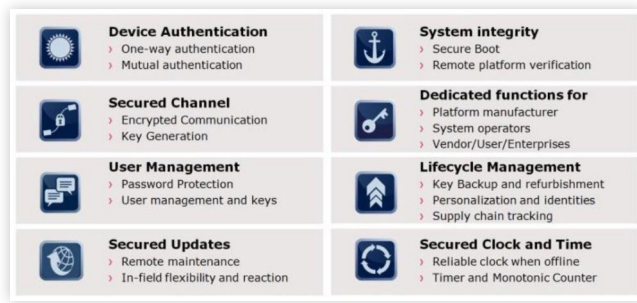 Device Authentication
› One-way authentication
› Mutual authentication
System integrity
› Secure Boot
› Remote platform verification
Secured Channel
› Encrypted Communication
› Key Generation
Dedicated functions for
› Platform manufacturer
› System operators
› Vendor/User/Enterprises
User Management
› Password Protection
› User management and keys
Lifecycle Management
› Key Backup and refurbishment
› Personalization and identities
› Supply chain tracking
Secured Updates
› Remote maintenance
› In-field flexibility and reaction
Secured Clock and Time
› Reliable clock when offline
› Timer and Monotonic Counter